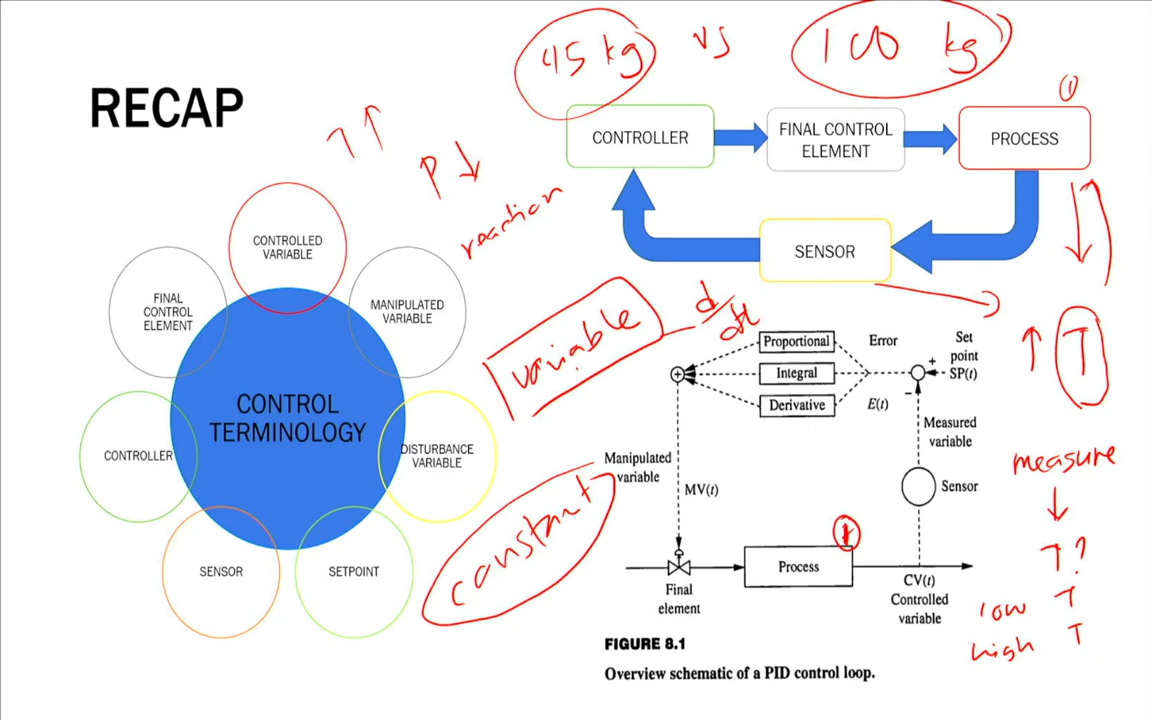 45 kg vs 100 kg
RECAP
T↑
P↓
reaction
CONTROLLER
FINAL CONTROL
ELEMENT
PROCESS
SENSOR
CONTROLLED
VARIABLE
FINAL
CONTROL
ELEMENT
MANIPULATED
VARIABLE
CONTROL
TERMINOLOGY
CONTROLLER
DISTURBANCE
VARIABLE
SENSOR
SETPOINT
variable
d/dt
constant
Proportional
Integral
Derivative
Error
E(t)
Set
point
SP(t)
+
−
+
Measured
variable
Sensor
Manipulated
variable
MV(t)
Process
Final
element
CV(t)
Controlled
variable
↑ T
measure
↓
T?
low T
high T
FIGURE 8.1
Overview schematic of a PID control loop.